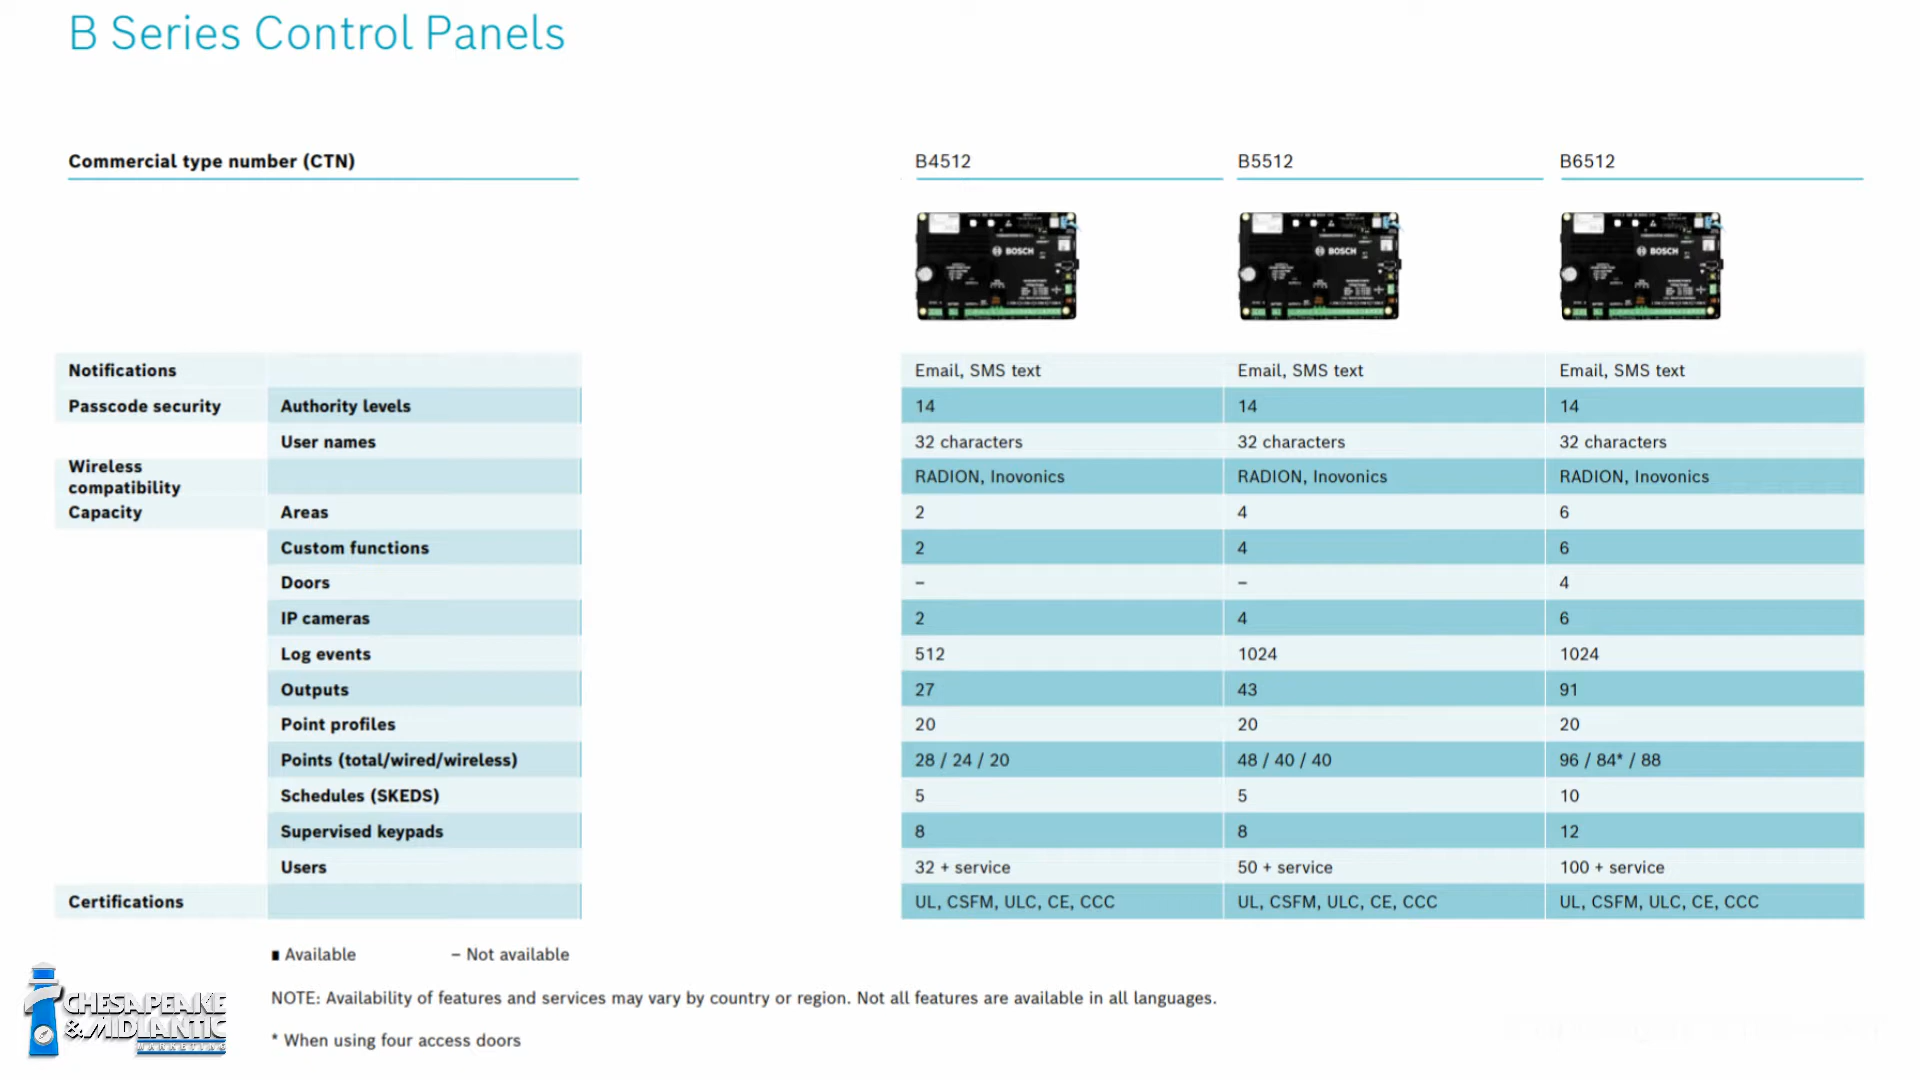 B Series Control Panels
Commercial type number (CTN) B4512 B5512 B6512
BOSCH BOSCH BOSCH
Notifications Email, SMS text Email, SMS text Email, SMS text
Passcode security Authority levels 14 14 14
User names 32 characters 32 characters 32 characters
Wireless
compatibility RADION, Inovonics RADION, Inovonics RADION, Inovonics
Capacity Areas 2 4 6
Custom functions 2 4 6
Doors – – 4
IP cameras 2 4 6
Log events 512 1024 1024
Outputs 27 43 91
Point profiles 20 20 20
Points (total/wired/wireless) 28 / 24 / 20 48 / 40 / 40 96 / 84* / 88
Schedules (SKEDS) 5 5 10
Supervised keypads 8 8 12
Users 32 + service 50 + service 100 + service
Certifications UL, CSFM, ULC, CE, CCC UL, CSFM, ULC, CE, CCC UL, CSFM, ULC, CE, CCC
∎ Available – Not available
NOTE: Availability of features and services may vary by country or region. Not all features are available in all languages.
* When using four access doors
CHESAPEAKE
& MIDLANTIC
MARKETING